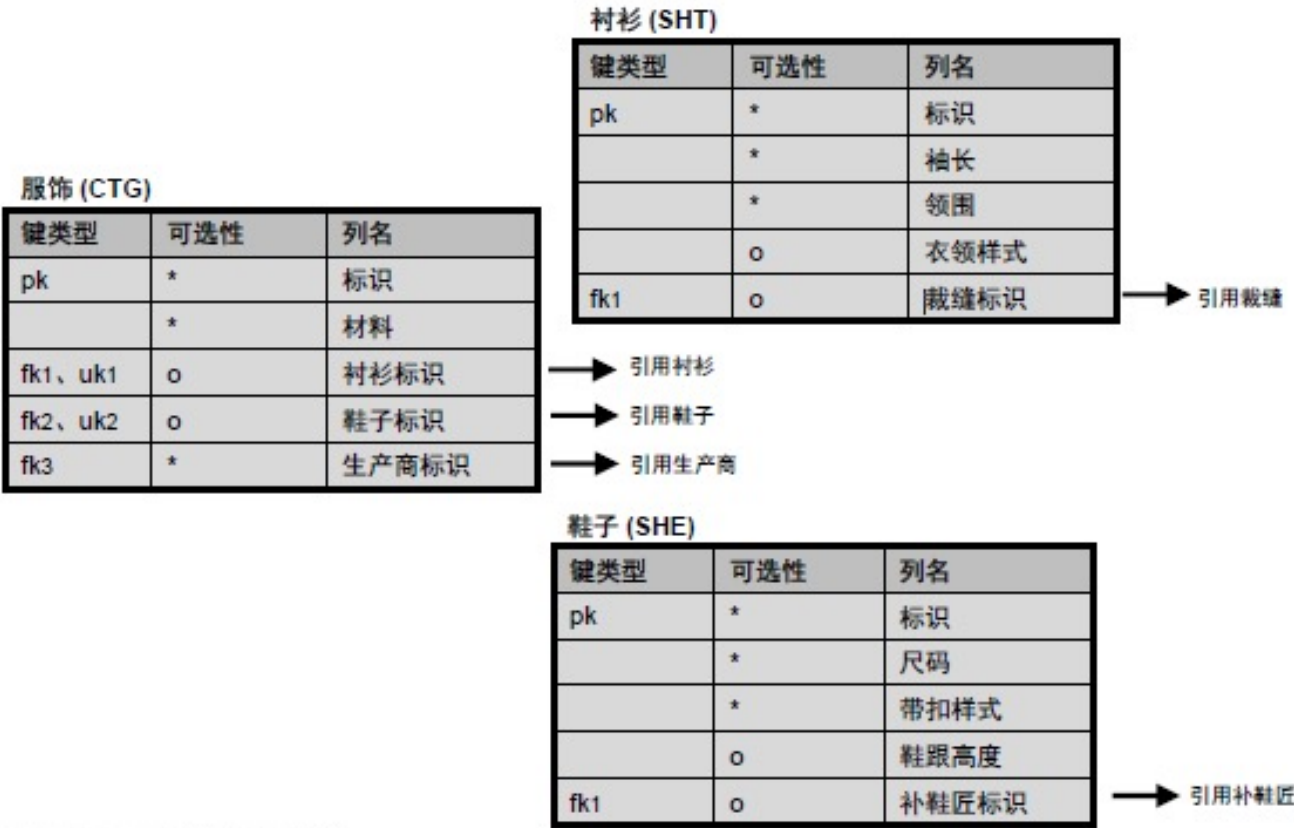 衬衫 (SHT)
键类型 可选性 列名
pk * 标识
* 袖长
* 领围
o 衣领样式
fk1 o 裁缝标识 引用裁缝
服饰 (CTG)
键类型 可选性 列名
pk * 标识
* 材料
fk1、uk1 o 衬衫标识 引用衬衫
fk2、uk2 o 鞋子标识 引用鞋子
fk3 * 生产商标识 引用生产商
鞋子 (SHE)
键类型 可选性 列名
pk * 标识
* 尺码
* 带扣样式
o 鞋跟高度
fk1 o 补鞋匠标识 引用补鞋匠